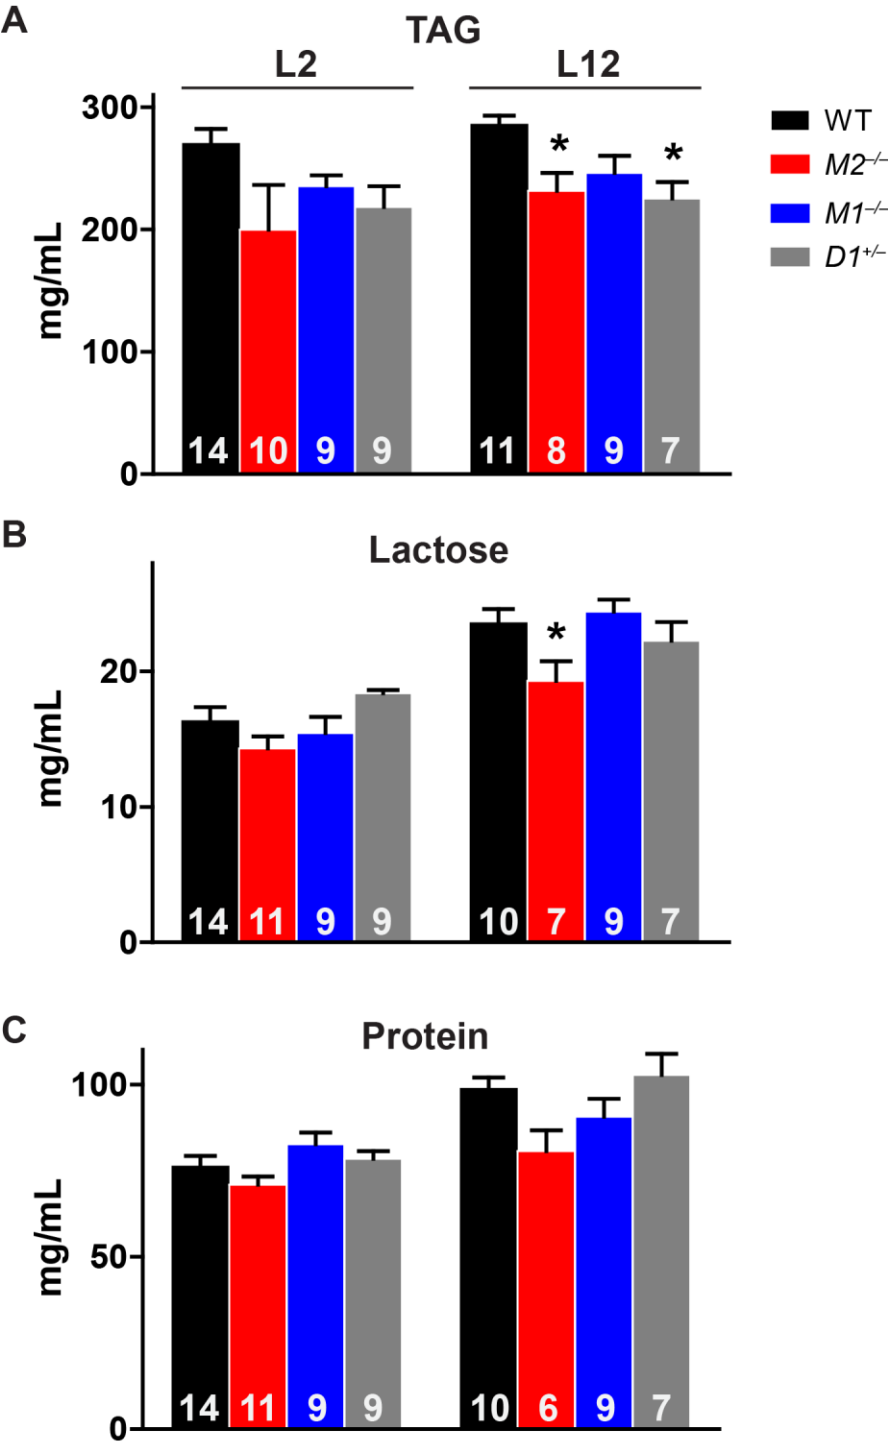 A
TAG
L2 L12
300
200
100
0
mg/mL
* *
14 10 9 9 11 8 9 7
WT
M2–/–
M1–/–
D1+/–
B
Lactose
20
10
0
mg/mL
*
14 11 9 9 10 7 9 7
C
Protein
100
50
0
mg/mL
14 11 9 9 10 6 9 7